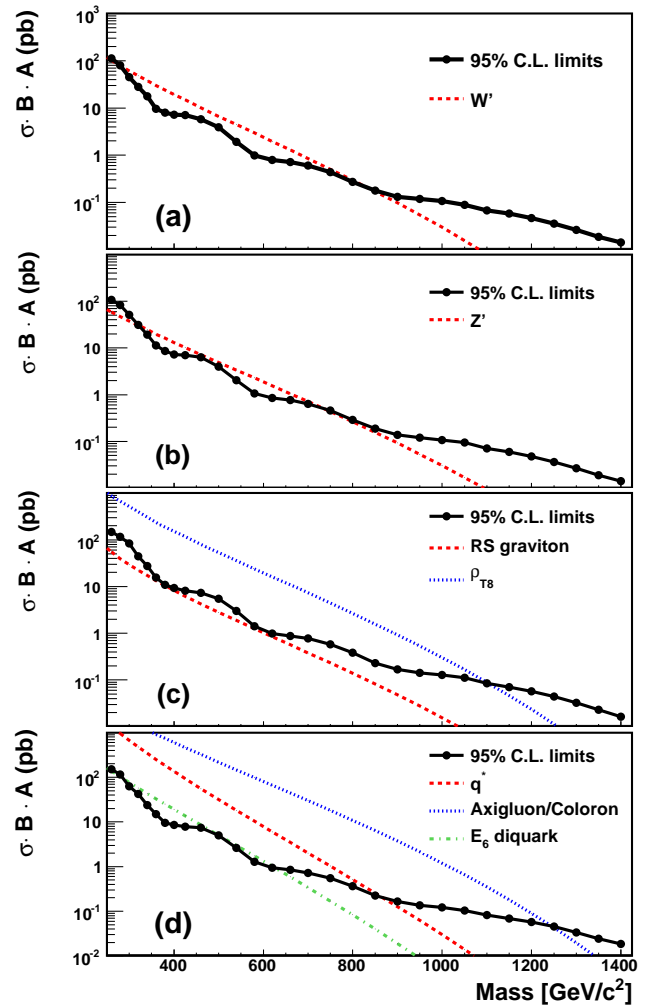 10³
10²
10
1
10⁻¹
σ· B · A (pb)
95% C.L. limits
W'
(a)
10²
10
1
10⁻¹
σ· B · A (pb)
95% C.L. limits
Z'
(b)
10²
10
1
10⁻¹
σ· B · A (pb)
95% C.L. limits
RS graviton
ρ_T8
(c)
10²
10
1
10⁻¹
10⁻²
σ· B · A (pb)
95% C.L. limits
q*
Axigluon/Coloron
E₆ diquark
(d)
400 600 800 1000 1200 1400
Mass [GeV/c²]